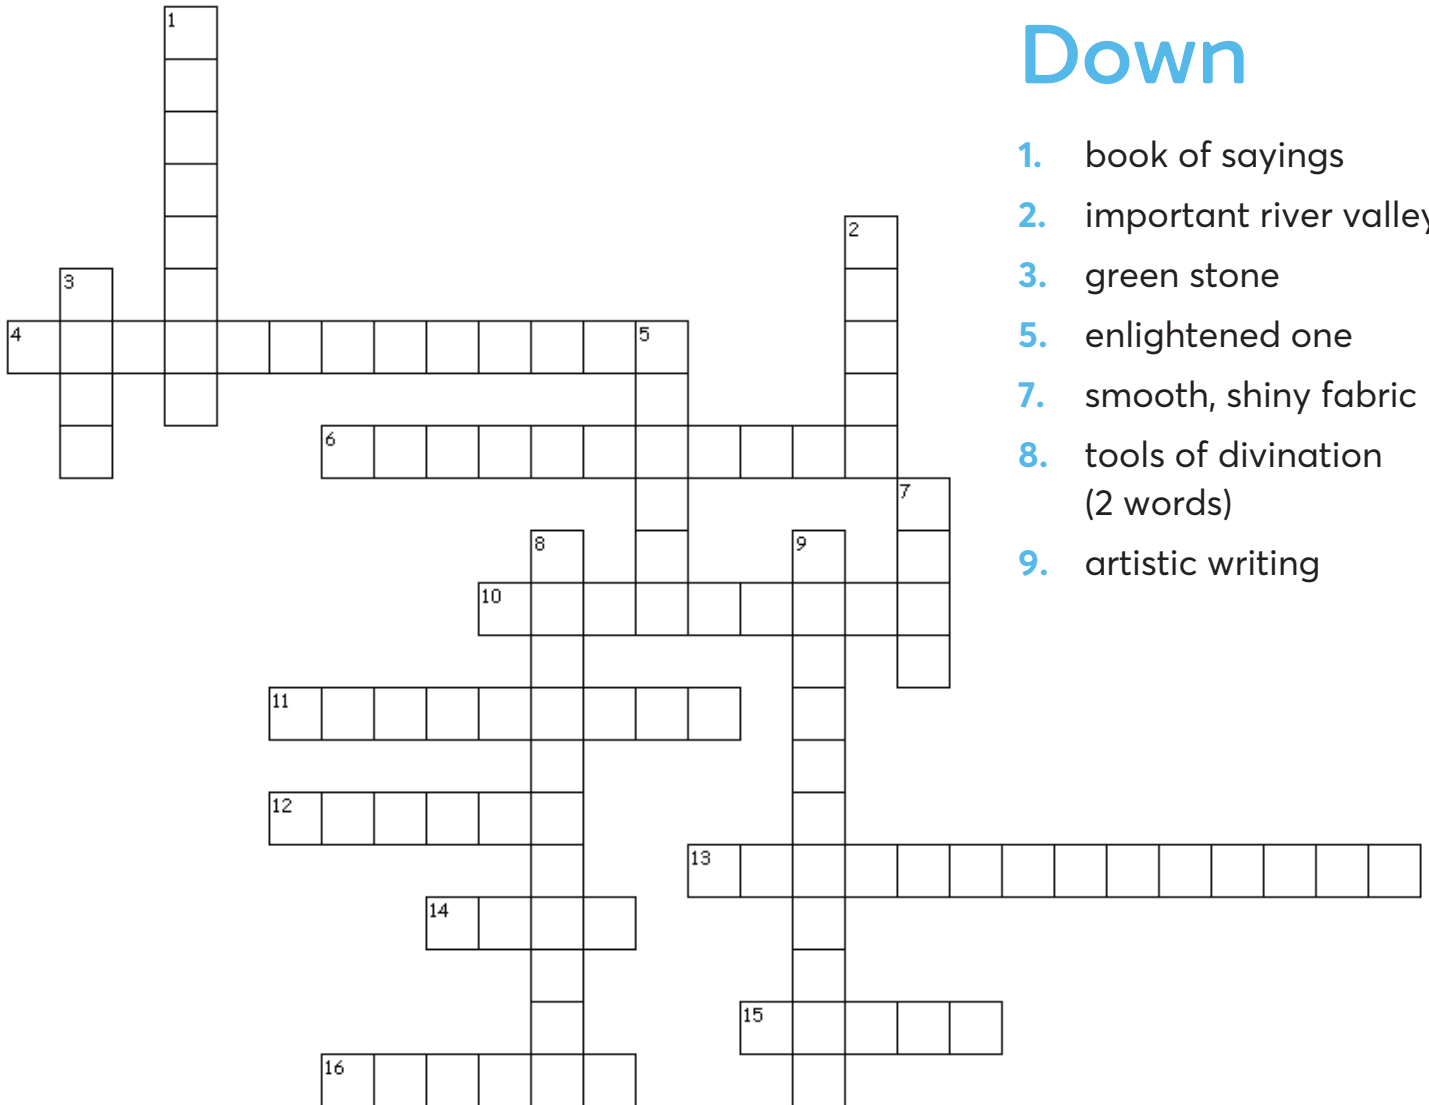 Down
1. book of sayings
2. important river valley
3. green stone
5. enlightened one
7. smooth, shiny fabric
8. tools of divination
(2 words)
9. artistic writing
1
2
3
4
5
6
7
8
9
10
11
12
13
14
15
16